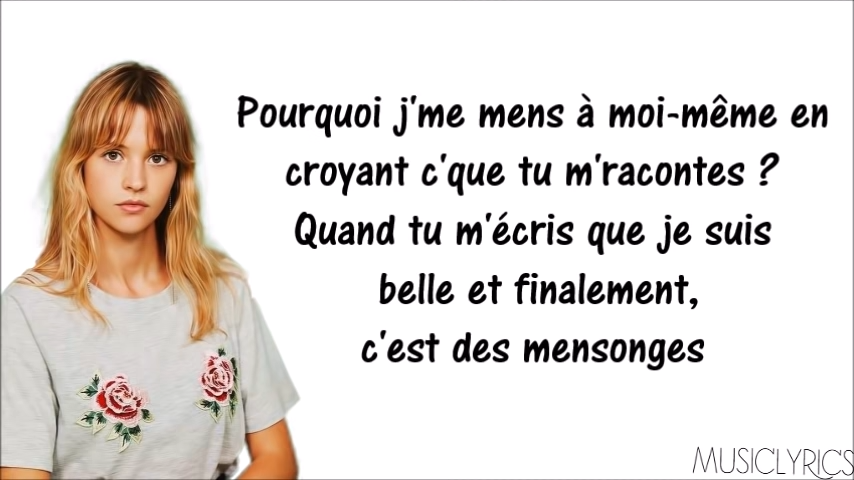 Pourquoi j'me mens à moi-même en
croyant c'que tu m'racontes ?
Quand tu m'écris que je suis
belle et finalement,
c'est des mensonges
MUSICLYRICS